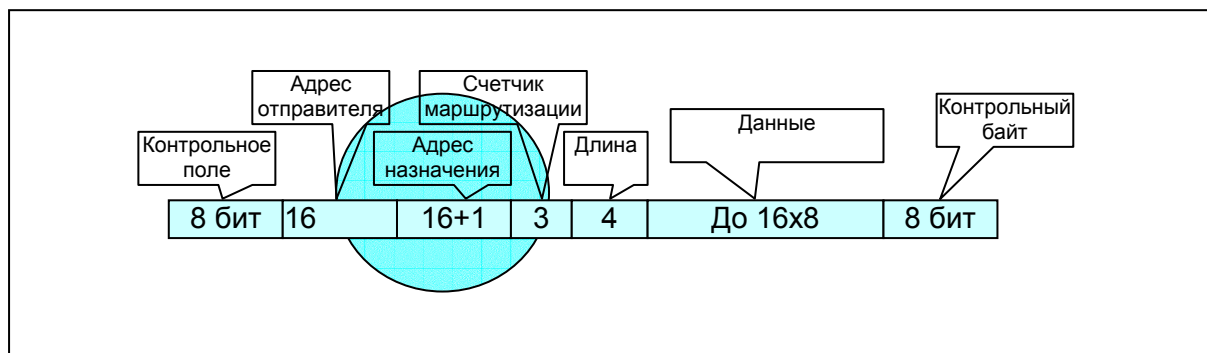 Адрес
отправителя
Счетчик
маршрутизации
Контрольное
поле
Адрес
назначения
Длина
Данные
Контрольный
байт
8 бит
16
16+1
3
4
До 16x8
8 бит